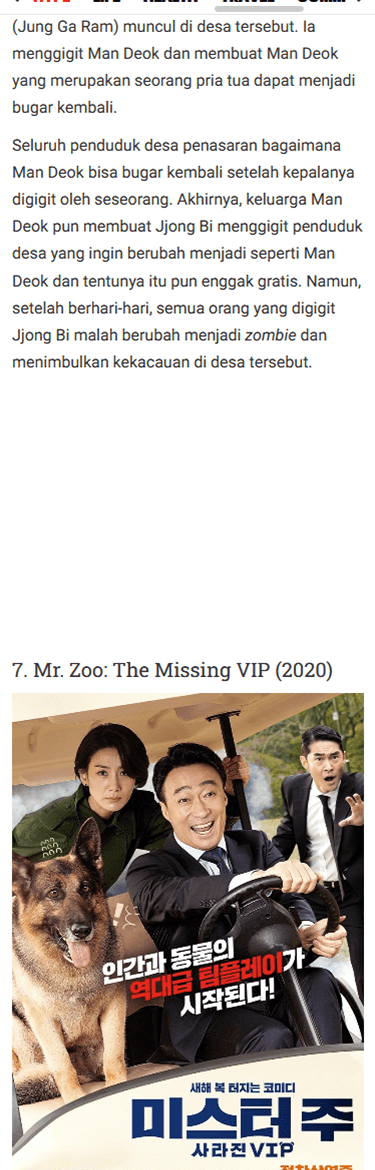 (Jung Ga Ram) muncul di desa tersebut. Ia
menggigit Man Deok dan membuat Man Deok
yang merupakan seorang pria tua dapat menjadi
bugar kembali.
Seluruh penduduk desa penasaran bagaimana
Man Deok bisa bugar kembali setelah kepalanya
digigit oleh seseorang. Akhirnya, keluarga Man
Deok pun membuat Jjong Bi menggigit penduduk
desa yang ingin berubah menjadi seperti Man
Deok dan tentunya itu pun enggak gratis. Namun,
setelah berhari-hari, semua orang yang digigit
Jjong Bi malah berubah menjadi zombie dan
menimbulkan kekacauan di desa tersebut.
7. Mr. Zoo: The Missing VIP (2020)
인간과 동물의
역대급 팀플레이가
시작된다!
새해 복 터지는 코미디
미스터 주
사라진 VIP